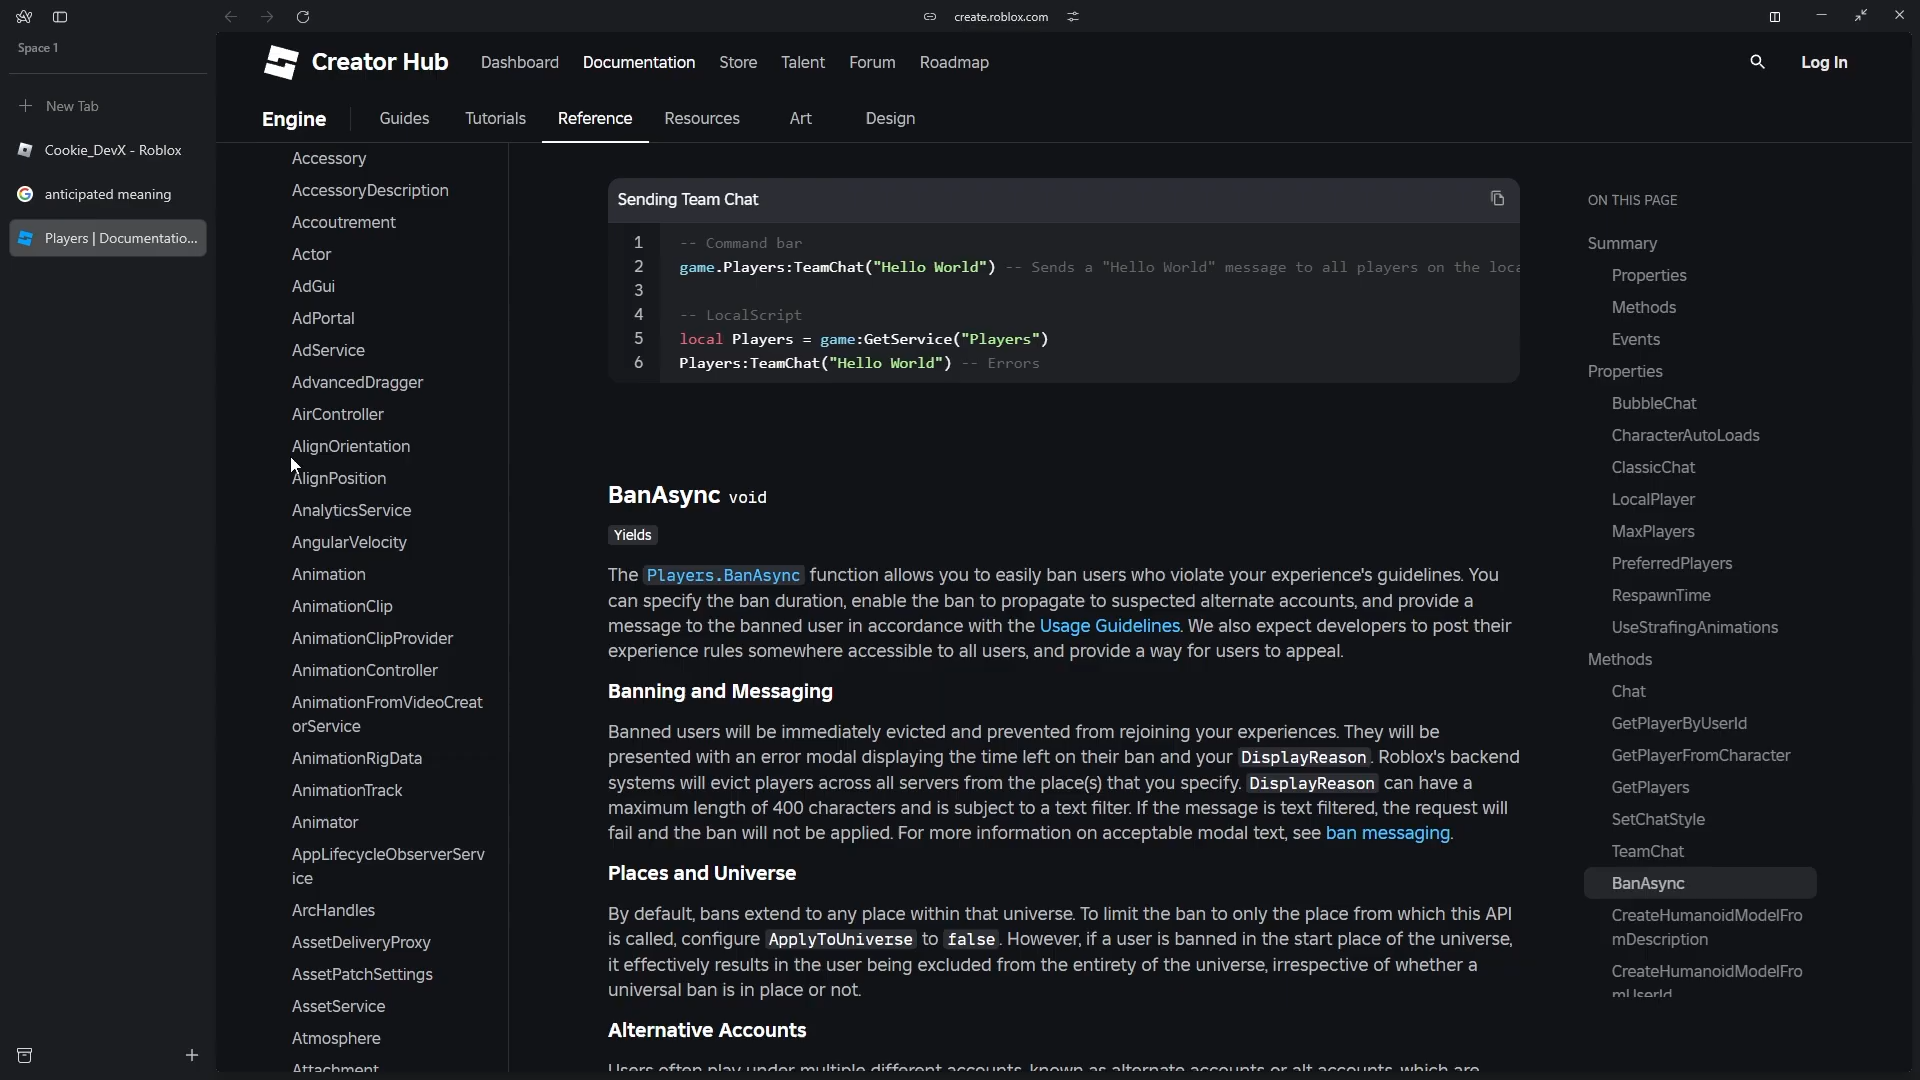 create.roblox.com
Space 1
New Tab
Cookie_DevX - Roblox
anticipated meaning
Players | Documentatio...
Creator Hub
Dashboard
Documentation
Store
Talent
Forum
Roadmap
Log In
Engine
Guides
Tutorials
Reference
Resources
Art
Design
Accessory
AccessoryDescription
Accoutrement
Actor
AdGui
AdPortal
AdService
AdvancedDragger
AirController
AlignOrientation
AlignPosition
AnalyticsService
AngularVelocity
Animation
AnimationClip
AnimationClipProvider
AnimationController
AnimationFromVideoCreat
orService
AnimationRigData
AnimationTrack
Animator
AppLifecycleObserverServ
ice
ArcHandles
AssetDeliveryProxy
AssetPatchSettings
AssetService
Atmosphere
Attachment
Sending Team Chat
1 -- Command bar
2 game.Players:TeamChat("Hello World") -- Sends a "Hello World" message to all players on the loca
3
4 -- LocalScript
5 local Players = game:GetService("Players")
6 Players:TeamChat("Hello World") -- Errors
BanAsync void
Yields
The Players.BanAsync function allows you to easily ban users who violate your experience's guidelines. You
can specify the ban duration, enable the ban to propagate to suspected alternate accounts, and provide a
message to the banned user in accordance with the Usage Guidelines. We also expect developers to post their
experience rules somewhere accessible to all users, and provide a way for users to appeal.
Banning and Messaging
Banned users will be immediately evicted and prevented from rejoining your experiences. They will be
presented with an error modal displaying the time left on their ban and your DisplayReason. Roblox's backend
systems will evict players across all servers from the place(s) that you specify. DisplayReason can have a
maximum length of 400 characters and is subject to a text filter. If the message is text filtered, the request will
fail and the ban will not be applied. For more information on acceptable modal text, see ban messaging.
Places and Universe
By default, bans extend to any place within that universe. To limit the ban to only the place from which this API
is called, configure ApplyToUniverse to false. However, if a user is banned in the start place of the universe,
it effectively results in the user being excluded from the entirety of the universe, irrespective of whether a
universal ban is in place or not.
Alternative Accounts
Users often play under multiple different accounts, known as alternate accounts or alt accounts, which are
ON THIS PAGE
Summary
Properties
Methods
Events
Properties
BubbleChat
CharacterAutoLoads
ClassicChat
LocalPlayer
MaxPlayers
PreferredPlayers
RespawnTime
UseStrafingAnimations
Methods
Chat
GetPlayerByUserId
GetPlayerFromCharacter
GetPlayers
SetChatStyle
TeamChat
BanAsync
CreateHumanoidModelFro
mDescription
CreateHumanoidModelFro
mUserId